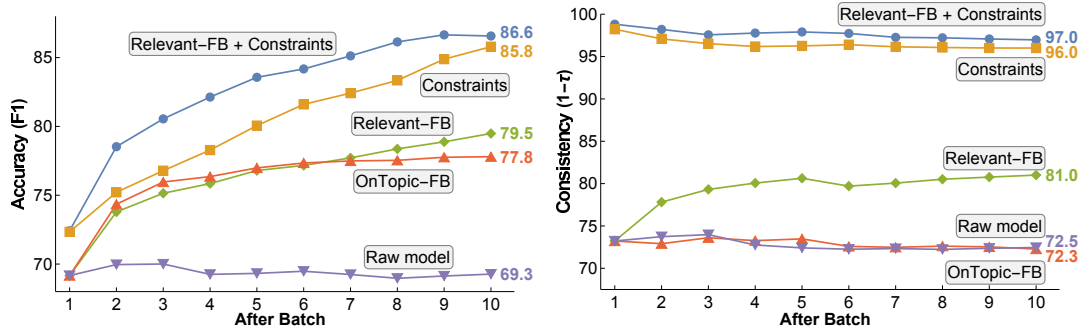 Accuracy (F1)
85
80
75
70
Relevant-FB + Constraints
86.6
85.8
Constraints
Relevant-FB
79.5
77.8
OnTopic-FB
Raw model
69.3
1 2 3 4 5 6 7 8 9 10
After Batch
Consistency (1-τ)
100
95
90
85
80
75
70
Relevant-FB + Constraints
97.0
96.0
Constraints
Relevant-FB
81.0
Raw model
72.5
72.3
OnTopic-FB
1 2 3 4 5 6 7 8 9 10
After Batch